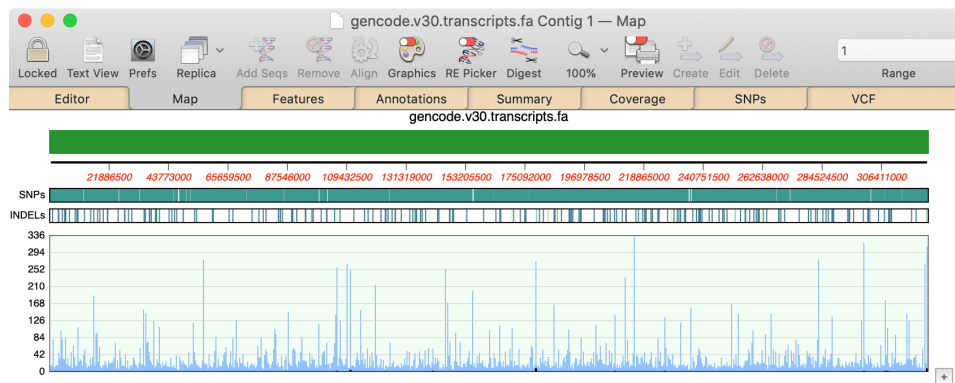 gencode.v30.transcripts.fa Contig 1 — Map
Locked Text View Prefs Replica Add Seqs Remove Align Graphics RE Picker Digest 100% Preview Create Edit Delete 1 Range
Editor Map Features Annotations Summary Coverage SNPs VCF
gencode.v30.transcripts.fa
21886500 43773000 65659500 87546000 109432500 131319000 153205500 175092000 196978500 218865000 240751500 262638000 284524500 306411000
SNPs
INDELs
336
294
252
210
168
126
84
42
0
+